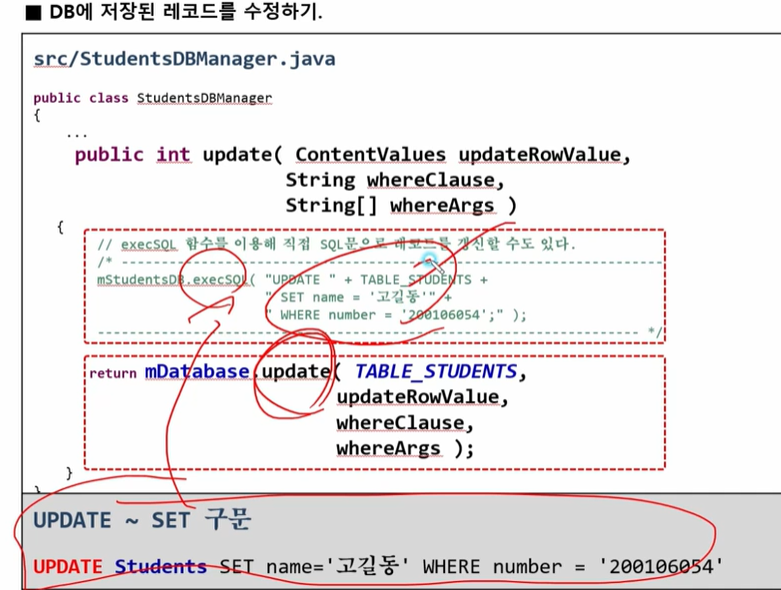 ■ DB에 저장된 레코드를 수정하기.
src/StudentsDBManager.java
public class StudentsDBManager
{
...
public int update( ContentValues updateRowValue,
String whereClause,
String[] whereArgs )
{
// execSQL 함수를 이용해 직접 SQL문으로 레코드를 갱신할 수도 있다.
/* ----------------------------------------------------------------
mStudentsDB.execSQL( "UPDATE " + TABLE_STUDENTS +
" SET name = '고길동'" +
" WHERE number = '200106054';" );
---------------------------------------------------------------- */
return mDatabase.update( TABLE_STUDENTS,
updateRowValue,
whereClause,
whereArgs );
}
}
UPDATE ~ SET 구문
UPDATE Students SET name='고길동' WHERE number = '200106054'